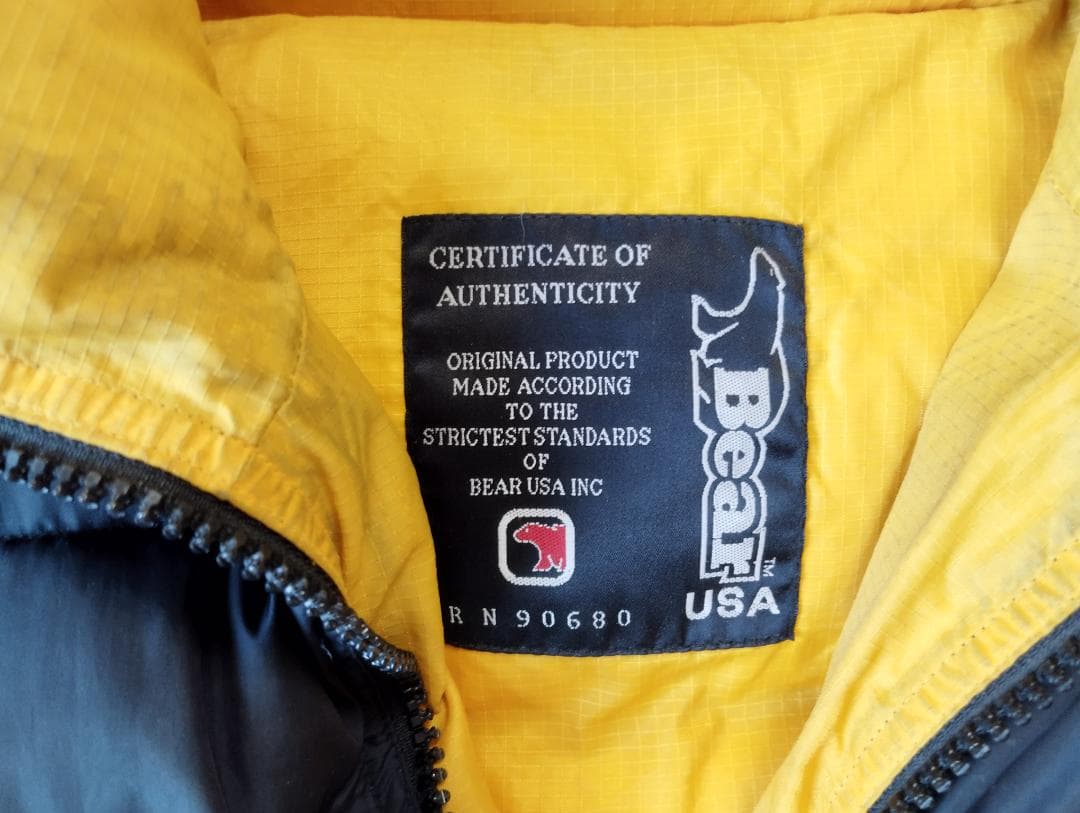 CERTIFICATE OF
AUTHENTICITY
ORIGINAL PRODUCT
MADE ACCORDING
TO THE
STRICTEST STANDARDS
OF
BEAR USA INC
RN 90680
Bear
TM
USA